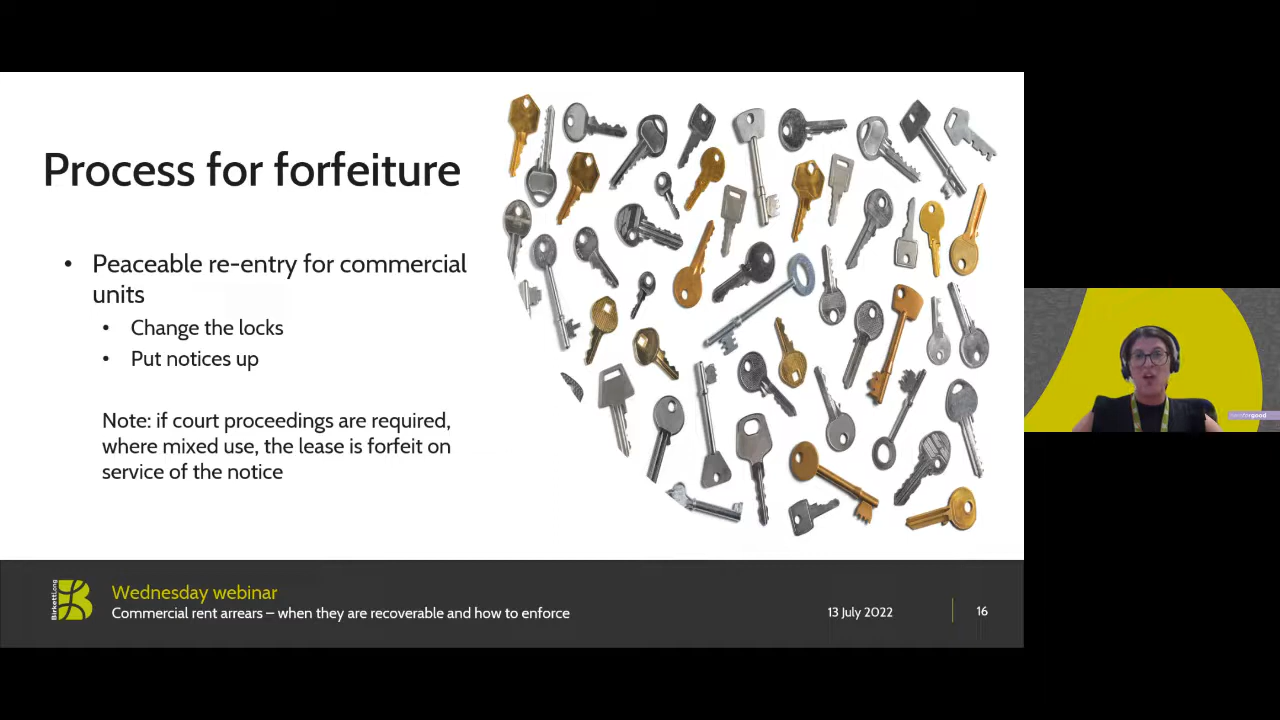 Process for forfeiture
• Peaceable re-entry for commercial
units
• Change the locks
• Put notices up
Note: if court proceedings are required,
where mixed use, the lease is forfeit on
service of the notice
BirkettLong
Wednesday webinar
Commercial rent arrears – when they are recoverable and how to enforce
13 July 2022
16